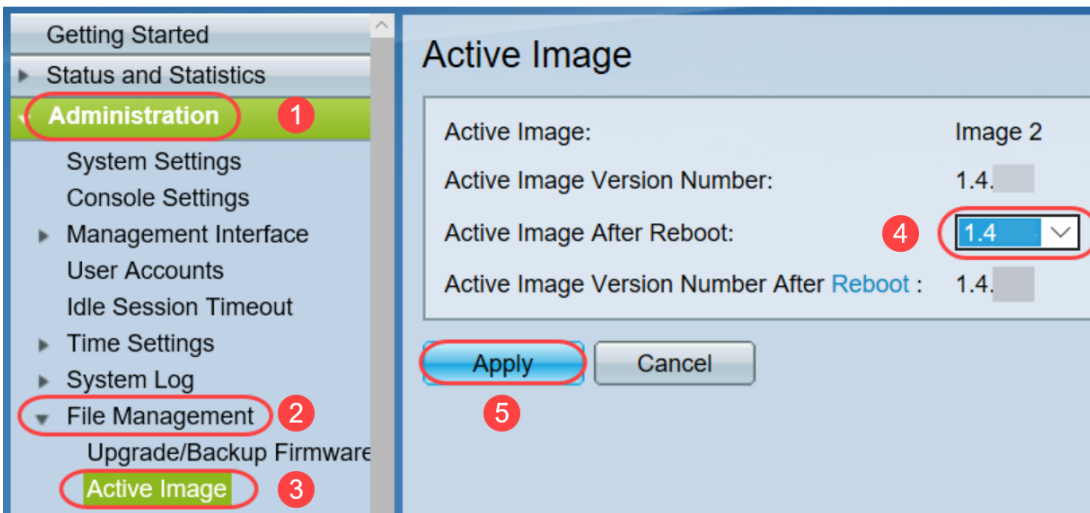 Getting Started
Status and Statistics
Administration 1
System Settings
Console Settings
Management Interface
User Accounts
Idle Session Timeout
Time Settings
System Log
File Management 2
Upgrade/Backup Firmware
Active Image 3
Active Image
Active Image: Image 2
Active Image Version Number: 1.4.
Active Image After Reboot: 4 1.4
Active Image Version Number After Reboot : 1.4.
Apply Cancel
5